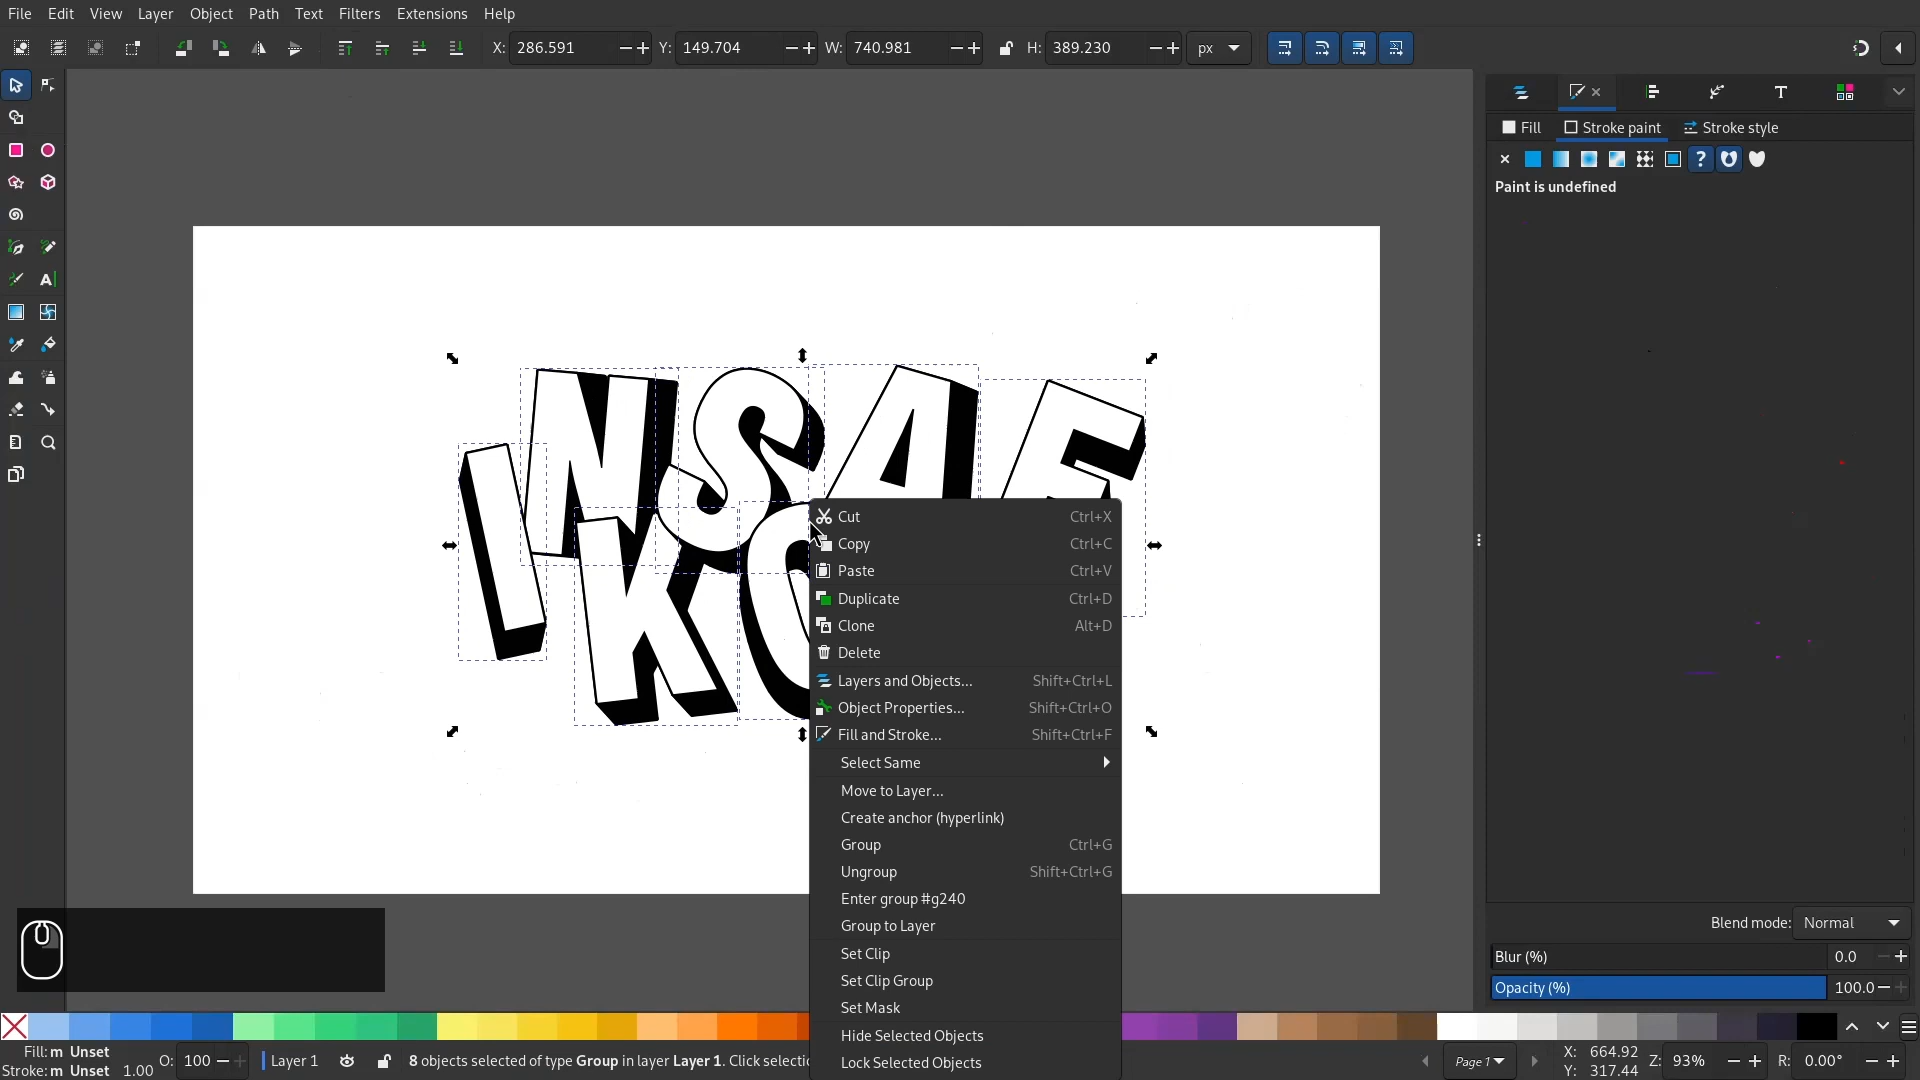 File Edit View Layer Object Path Text Filters Extensions Help
X: 286.591 Y: 149.704 W: 740.981 H: 389.230 px
Fill Stroke paint Stroke style
Paint is undefined
INSAE
KO
Cut Ctrl+X
Copy Ctrl+C
Paste Ctrl+V
Duplicate Ctrl+D
Clone Alt+D
Delete
Layers and Objects... Shift+Ctrl+L
Object Properties... Shift+Ctrl+O
Fill and Stroke... Shift+Ctrl+F
Select Same
Move to Layer...
Create anchor (hyperlink)
Group Ctrl+G
Ungroup Shift+Ctrl+G
Enter group #g240
Group to Layer
Set Clip
Set Clip Group
Set Mask
Hide Selected Objects
Lock Selected Objects
Blend mode: Normal
Blur (%) 0.0
Opacity (%) 100.0
Fill: m Unset
Stroke: m Unset 1.00
O: 100 Layer 1 8 objects selected of type Group in layer Layer 1. Click selectio
Page 1 X: 664.92 Y: 317.44 Z: 93% R: 0.00°